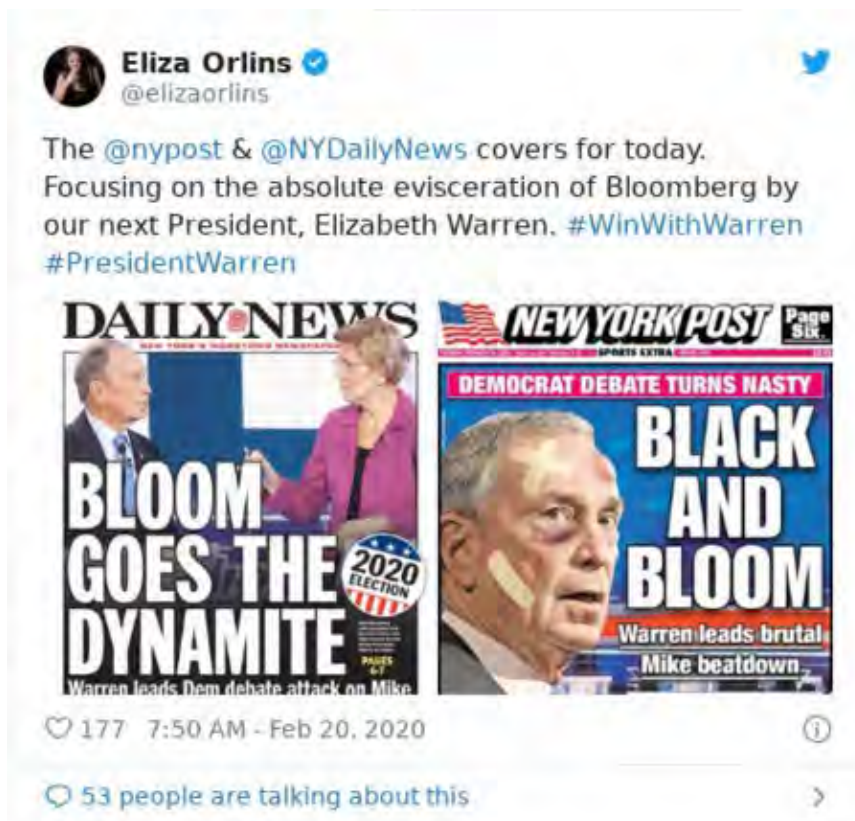 Eliza Orlins
@elizaorlins
The @nypost & @NYDailyNews covers for today.
Focusing on the absolute evisceration of Bloomberg by
our next President, Elizabeth Warren. #WinWithWarren
#PresidentWarren
DAILY NEWS
BLOOM
GOES THE
DYNAMITE
2020
ELECTION
PAGES
6-7
Warren leads Dem debate attack on Mike
NEW YORK POST
Page
Six
SPORTS EXTRA
DEMOCRAT DEBATE TURNS NASTY
BLACK
AND
BLOOM
Warren leads brutal
Mike beatdown
177 7:50 AM - Feb 20, 2020
53 people are talking about this